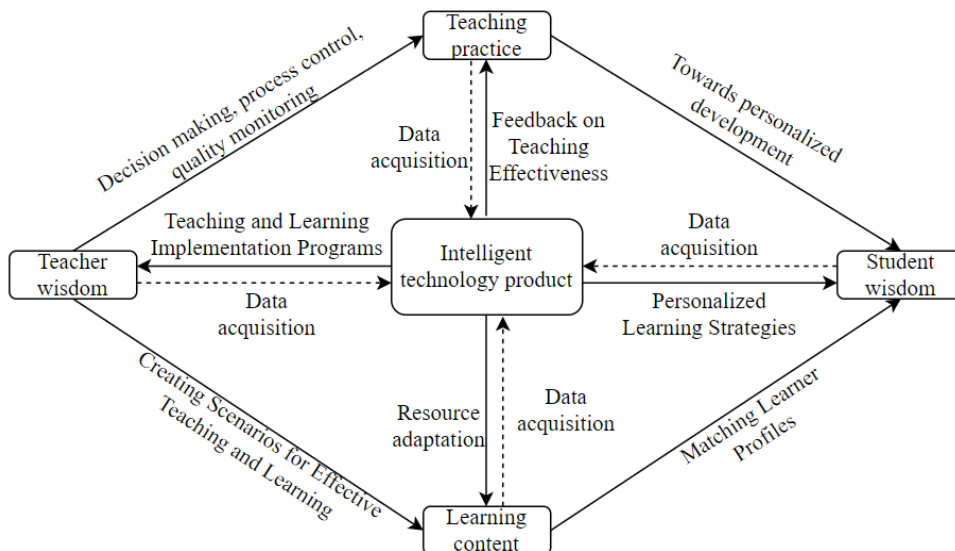 Teaching
practice
Decision making, process control,
quality monitoring
Towards personalized
development
Data
acquisition
Feedback on
Teaching
Effectiveness
Teaching and Learning
Implementation Programs
Intelligent
technology product
Data
acquisition
Teacher
wisdom
Student
wisdom
Data
acquisition
Personalized
Learning Strategies
Creating Scenarios for Effective
Teaching and Learning
Resource
adaptation
Data
acquisition
Matching Learner
Profiles
Learning
content